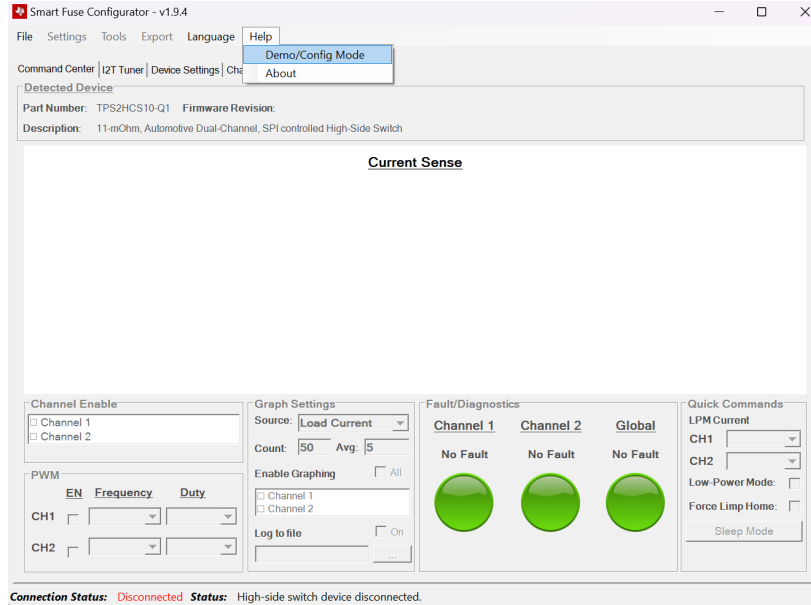 Smart Fuse Configurator - v1.9.4
File Settings Tools Export Language Help
Demo/Config Mode
About
Command Center I2T Tuner Device Settings Cha
Detected Device
Part Number: TPS2HCS10-Q1 Firmware Revision:
Description: 11-mOhm, Automotive Dual-Channel, SPI controlled High-Side Switch
Current Sense
Channel Enable
Channel 1
Channel 2
PWM
EN Frequency Duty
CH1
CH2
Graph Settings
Source: Load Current
Count: 50 Avg: 5
Enable Graphing All
Channel 1
Channel 2
Log to file On
...
Fault/Diagnostics
Channel 1 Channel 2 Global
No Fault No Fault No Fault
Quick Commands
LPM Current
CH1
CH2
Low-Power Mode:
Force Limp Home:
Sleep Mode
Connection Status: Disconnected Status: High-side switch device disconnected.